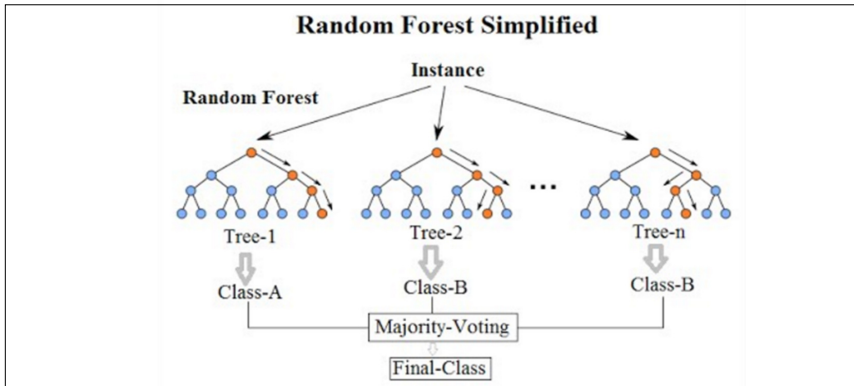 Random Forest Simplified
Instance
Random Forest
...
Tree-1
Tree-2
Tree-n
Class-A
Class-B
Class-B
Majority-Voting
Final-Class